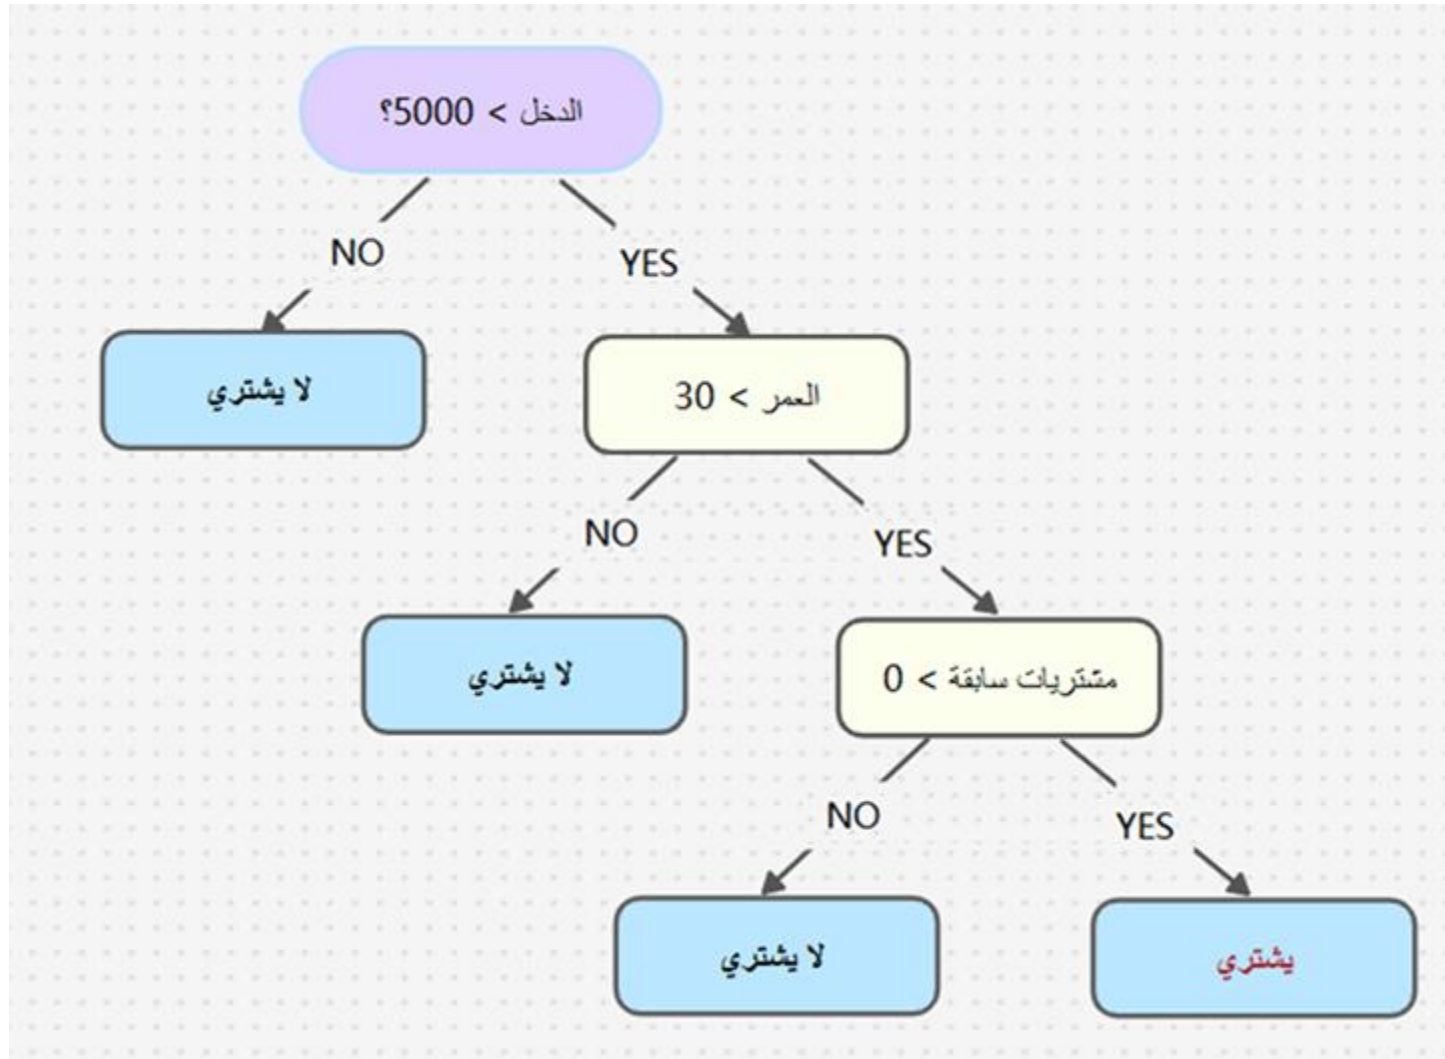 الدخل > 5000؟
NO
YES
لا يشتري
العمر > 30
NO
YES
لا يشتري
مشتريات سابقة > 0
NO
YES
لا يشتري
يشتري